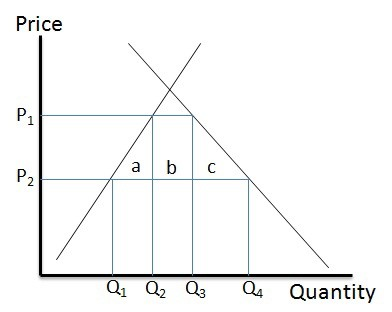 Price
P₁
P₂
a b c
Q₁ Q₂ Q₃ Q₄ Quantity